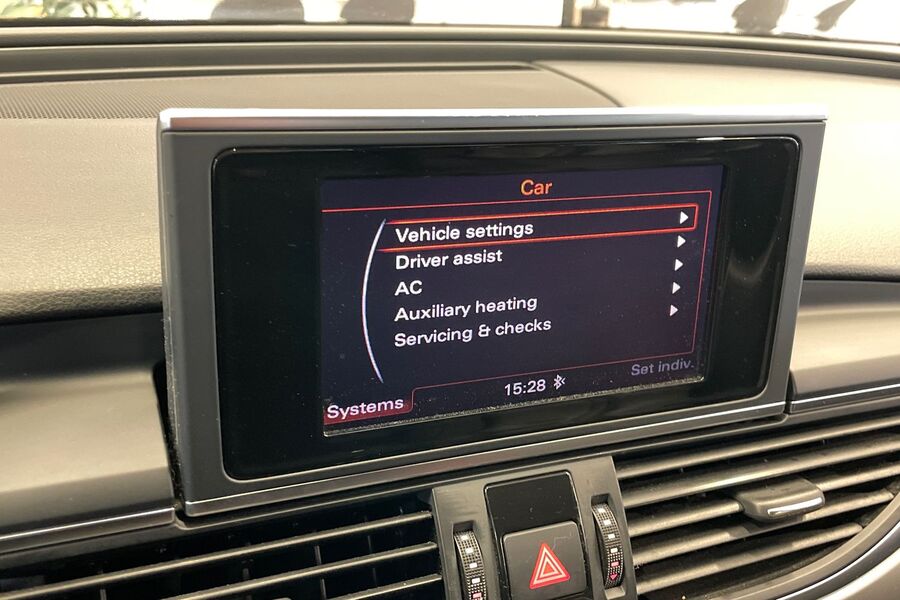 Car
Vehicle settings
Driver assist
AC
Auxiliary heating
Servicing & checks
Set indiv.
15:28
Systems